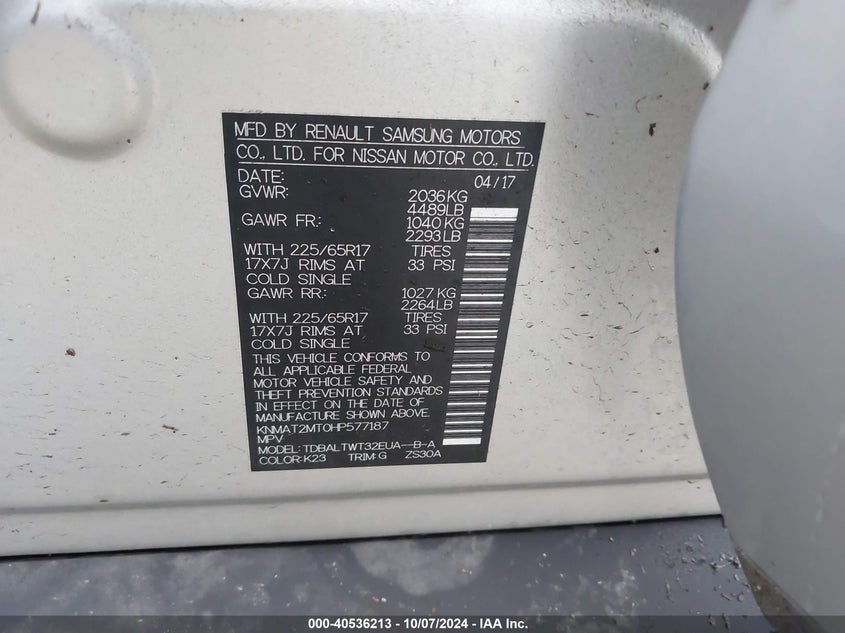 MFD BY RENAULT SAMSUNG MOTORS
CO., LTD. FOR NISSAN MOTOR CO., LTD.
DATE: 04/17
GVWR: 2036KG
4489LB
GAWR FR: 1040 KG
2293LB
WITH 225/65R17 TIRES
17X7J RIMS AT 33 PSI
COLD SINGLE
GAWR RR: 1027 KG
2264LB
WITH 225/65R17 TIRES
17X7J RIMS AT 33 PSI
COLD SINGLE
THIS VEHICLE CONFORMS TO
ALL APPLICABLE FEDERAL
MOTOR VEHICLE SAFETY AND
THEFT PREVENTION STANDARDS
IN EFFECT ON THE DATE OF
MANUFACTURE SHOWN ABOVE.
KNMAT2MT0HP577187
MPV
MODEL: TDBALTWT32EUA--B-A
COLOR: K23 TRIM: G ZS30A
000-40536213 - 10/07/2024 - IAA Inc.